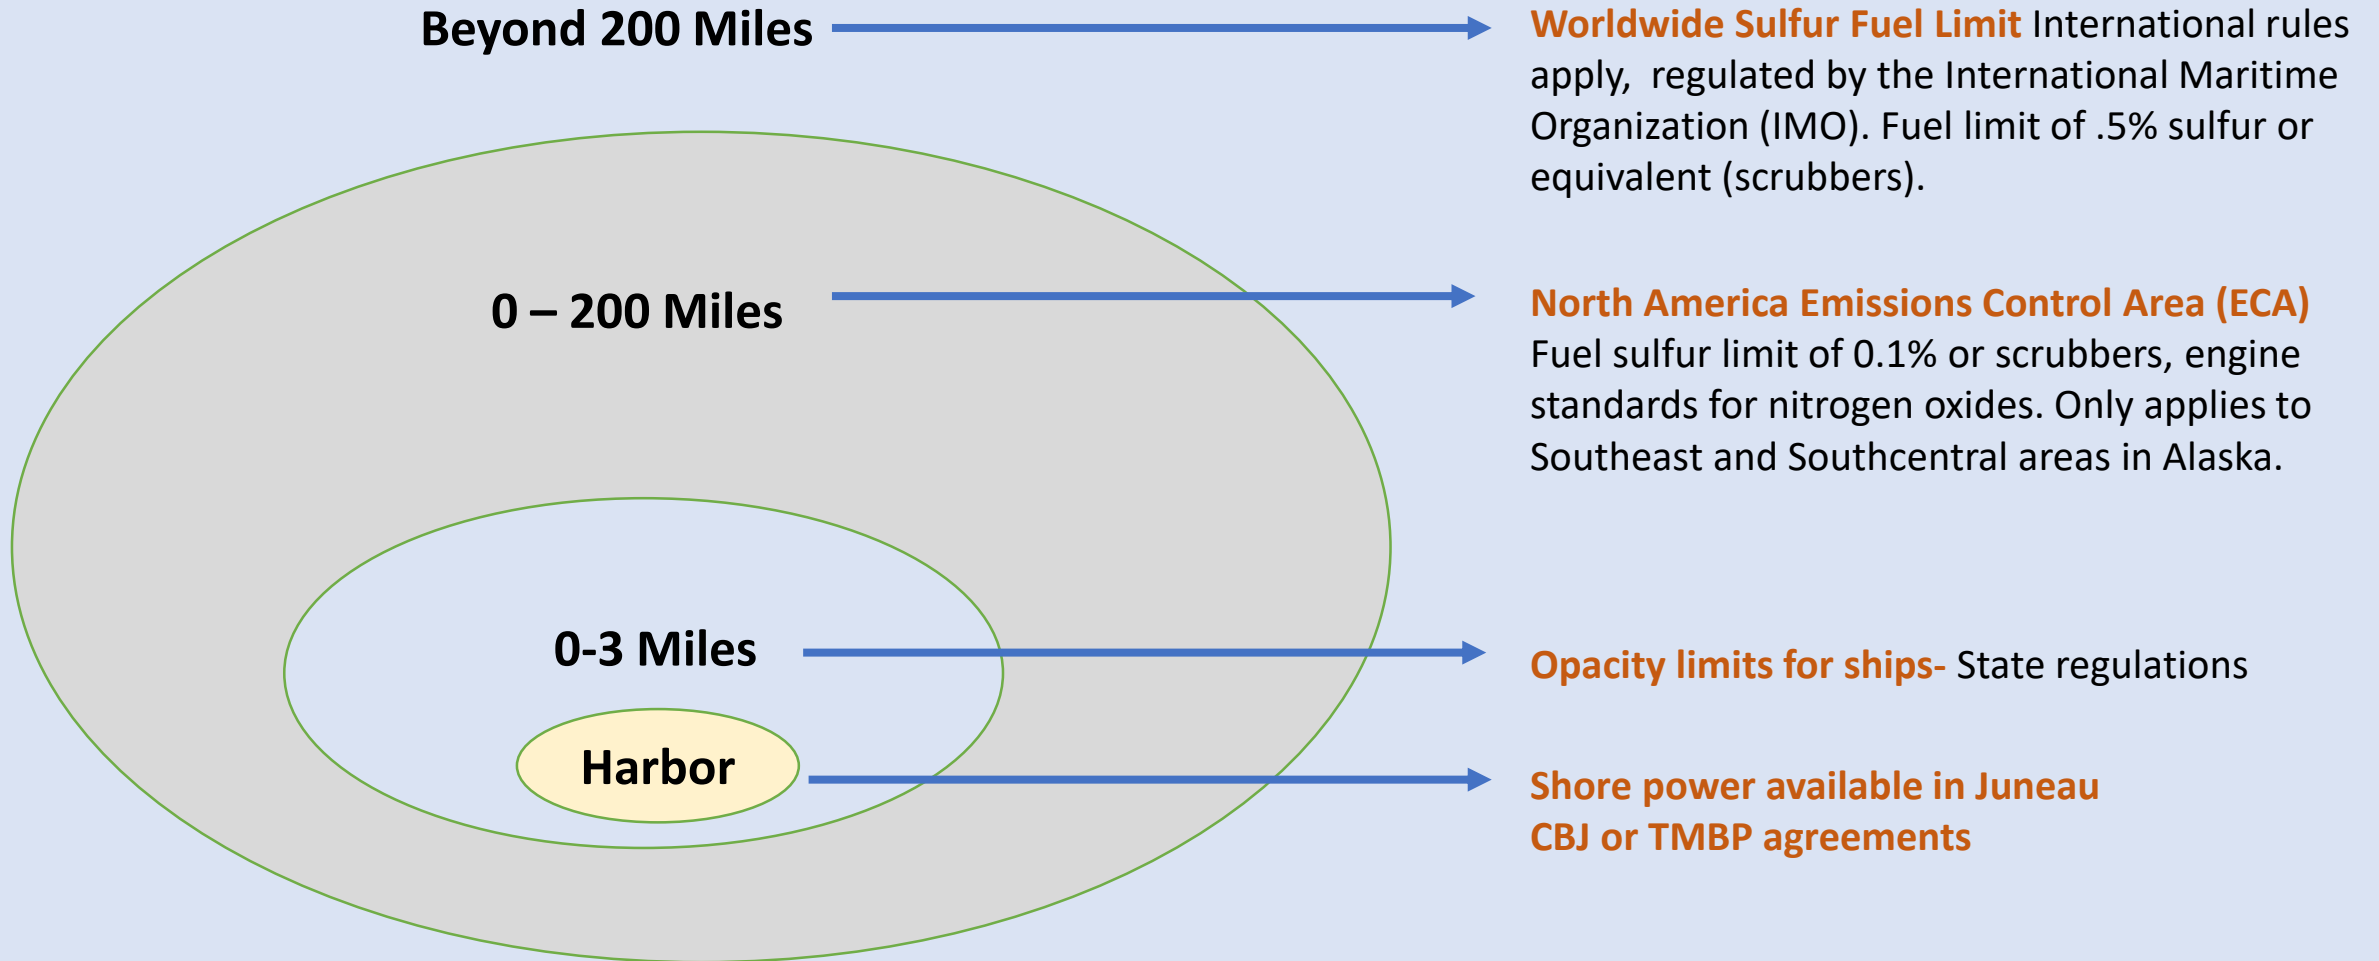 Beyond 200 Miles
Worldwide Sulfur Fuel Limit International rules
apply, regulated by the International Maritime
Organization (IMO). Fuel limit of .5% sulfur or
equivalent (scrubbers).
0 – 200 Miles
North America Emissions Control Area (ECA)
Fuel sulfur limit of 0.1% or scrubbers, engine
standards for nitrogen oxides. Only applies to
Southeast and Southcentral areas in Alaska.
0-3 Miles
Opacity limits for ships- State regulations
Harbor
Shore power available in Juneau
CBJ or TMBP agreements